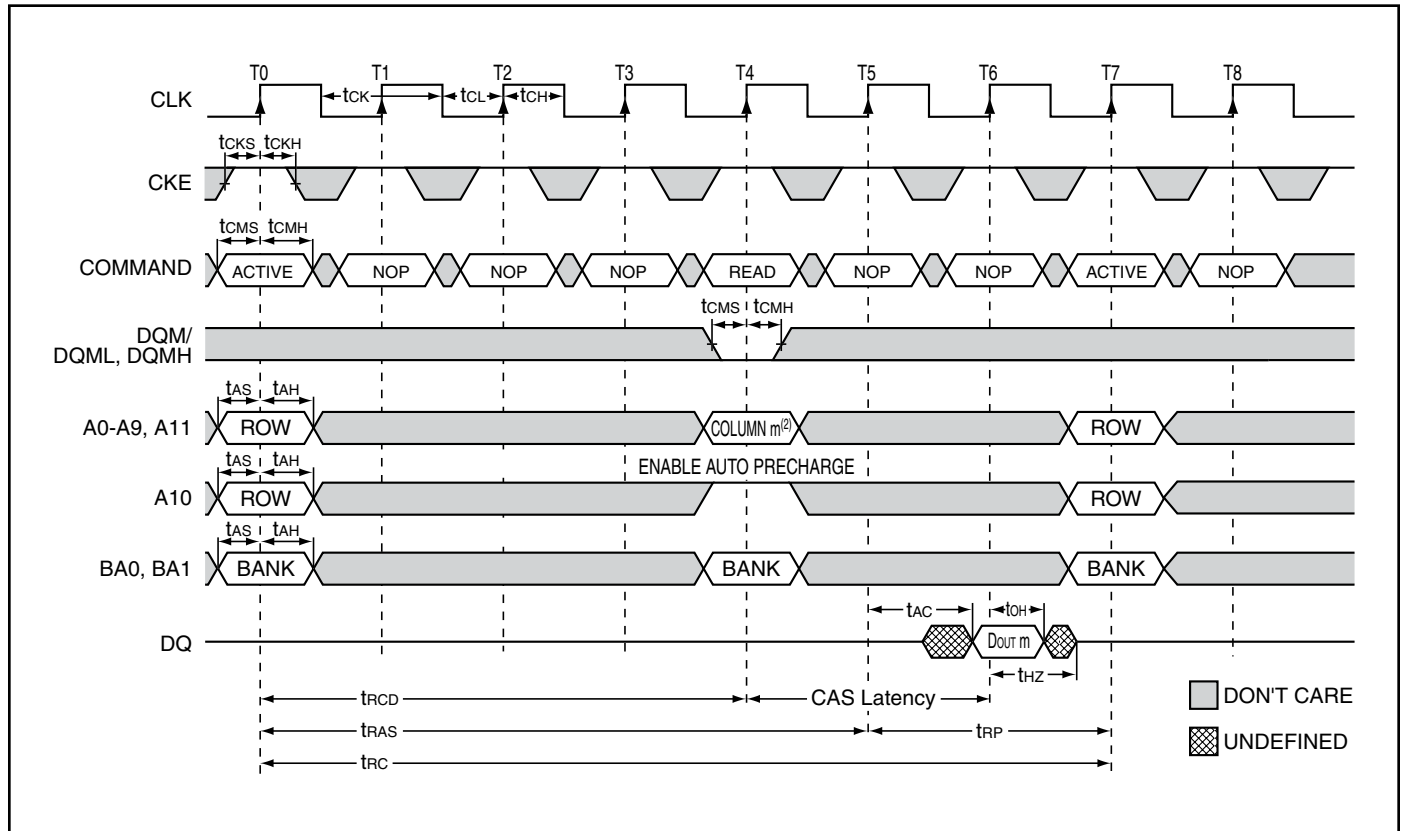 T0 T1 T2 T3 T4 T5 T6 T7 T8
CLK tCK tCL tCH
tCKS tCKH
CKE
tCMS tCMH
COMMAND ACTIVE NOP NOP NOP READ NOP NOP ACTIVE NOP
tCMS tCMH
DQM/
DQML, DQMH
tAS tAH
A0-A9, A11 ROW COLUMN m(2) ROW
tAS tAH ENABLE AUTO PRECHARGE
A10 ROW ROW
tAS tAH
BA0, BA1 BANK BANK BANK
tAC tOH
DQ DOUT m
tHZ
tRCD CAS Latency DON'T CARE
tRAS tRP
UNDEFINED
tRC